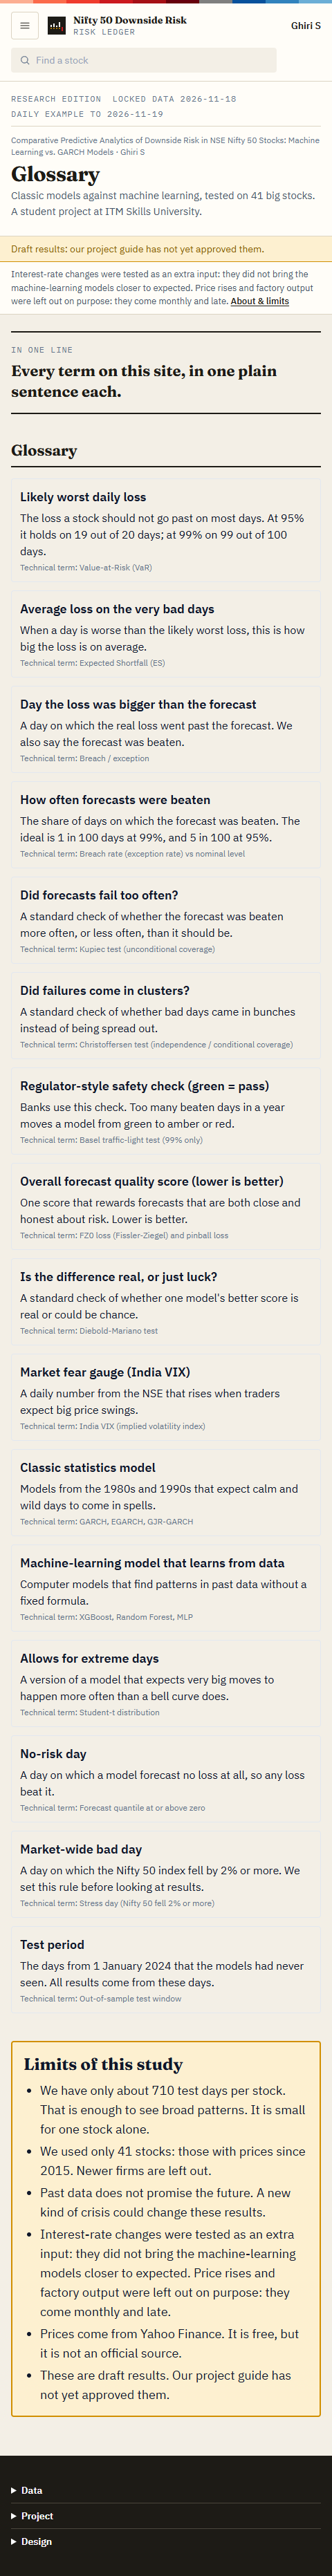 Nifty 50 Downside Risk
RISK LEDGER
Ghiri S
Find a stock
RESEARCH EDITION LOCKED DATA 2026-11-18
DAILY EXAMPLE TO 2026-11-19
Comparative Predictive Analytics of Downside Risk in NSE Nifty 50 Stocks: Machine
Learning vs. GARCH Models · Ghiri S
Glossary
Classic models against machine learning, tested on 41 big stocks.
A student project at ITM Skills University.
Draft results: our project guide has not yet approved them.
Interest-rate changes were tested as an extra input: they did not bring the
machine-learning models closer to expected. Price rises and factory output
were left out on purpose: they come monthly and late. About & limits
IN ONE LINE
Every term on this site, in one plain
sentence each.
Glossary
Likely worst daily loss
The loss a stock should not go past on most days. At 95%
it holds on 19 out of 20 days; at 99% on 99 out of 100
days.
Technical term: Value-at-Risk (VaR)
Average loss on the very bad days
When a day is worse than the likely worst loss, this is how
big the loss is on average.
Technical term: Expected Shortfall (ES)
Day the loss was bigger than the forecast
A day on which the real loss went past the forecast. We
also say the forecast was beaten.
Technical term: Breach / exception
How often forecasts were beaten
The share of days on which the forecast was beaten. The
ideal is 1 in 100 days at 99%, and 5 in 100 at 95%.
Technical term: Breach rate (exception rate) vs nominal level
Did forecasts fail too often?
A standard check of whether the forecast was beaten
more often, or less often, than it should be.
Technical term: Kupiec test (unconditional coverage)
Did failures come in clusters?
A standard check of whether bad days came in bunches
instead of being spread out.
Technical term: Christoffersen test (independence / conditional coverage)
Regulator-style safety check (green = pass)
Banks use this check. Too many beaten days in a year
moves a model from green to amber or red.
Technical term: Basel traffic-light test (99% only)
Overall forecast quality score (lower is better)
One score that rewards forecasts that are both close and
honest about risk. Lower is better.
Technical term: FZ0 loss (Fissler-Ziegel) and pinball loss
Is the difference real, or just luck?
A standard check of whether one model's better score is
real or could be chance.
Technical term: Diebold-Mariano test
Market fear gauge (India VIX)
A daily number from the NSE that rises when traders
expect big price swings.
Technical term: India VIX (implied volatility index)
Classic statistics model
Models from the 1980s and 1990s that expect calm and
wild days to come in spells.
Technical term: GARCH, EGARCH, GJR-GARCH
Machine-learning model that learns from data
Computer models that find patterns in past data without a
fixed formula.
Technical term: XGBoost, Random Forest, MLP
Allows for extreme days
A version of a model that expects very big moves to
happen more often than a bell curve does.
Technical term: Student-t distribution
No-risk day
A day on which a model forecast no loss at all, so any loss
beat it.
Technical term: Forecast quantile at or above zero
Market-wide bad day
A day on which the Nifty 50 index fell by 2% or more. We
set this rule before looking at results.
Technical term: Stress day (Nifty 50 fell 2% or more)
Test period
The days from 1 January 2024 that the models had never
seen. All results come from these days.
Technical term: Out-of-sample test window
Limits of this study
• We have only about 710 test days per stock.
That is enough to see broad patterns. It is small
for one stock alone.
• We used only 41 stocks: those with prices since
2015. Newer firms are left out.
• Past data does not promise the future. A new
kind of crisis could change these results.
• Interest-rate changes were tested as an extra
input: they did not bring the machine-learning
models closer to expected. Price rises and
factory output were left out on purpose: they
come monthly and late.
• Prices come from Yahoo Finance. It is free, but
it is not an official source.
• These are draft results. Our project guide has
not yet approved them.
Data
Project
Design